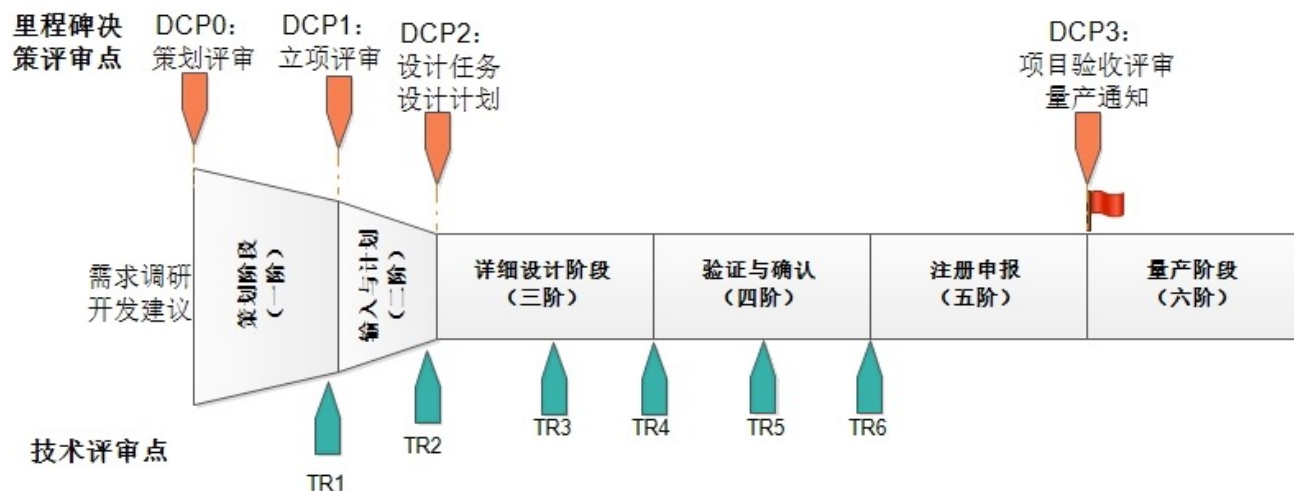 里程碑决
策评审点
DCP0：
策划评审
DCP1：
立项评审
DCP2：
设计任务
设计计划
DCP3：
项目验收评审
量产通知
需求调研
开发建议
策划阶段
（一阶）
输入与计划
（二阶）
详细设计阶段
（三阶）
验证与确认
（四阶）
注册申报
（五阶）
量产阶段
（六阶）
技术评审点
TR1
TR2
TR3
TR4
TR5
TR6